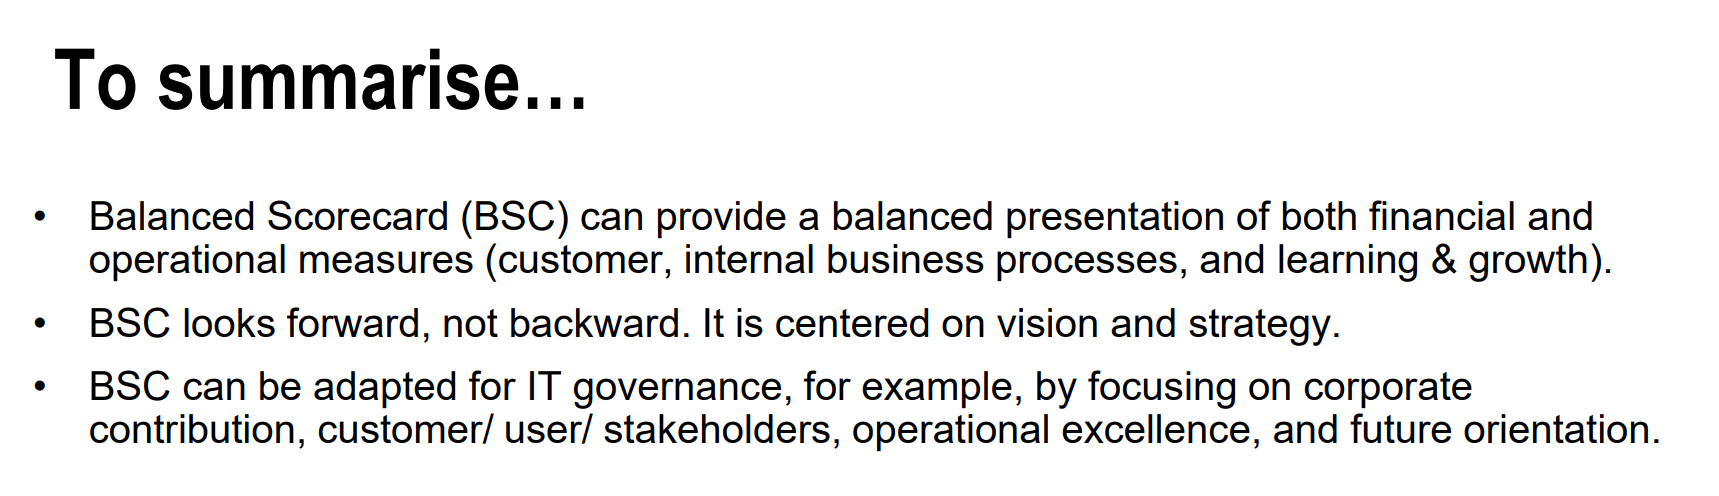 To summarise…
• Balanced Scorecard (BSC) can provide a balanced presentation of both financial and
operational measures (customer, internal business processes, and learning & growth).
• BSC looks forward, not backward. It is centered on vision and strategy.
• BSC can be adapted for IT governance, for example, by focusing on corporate
contribution, customer/ user/ stakeholders, operational excellence, and future orientation.